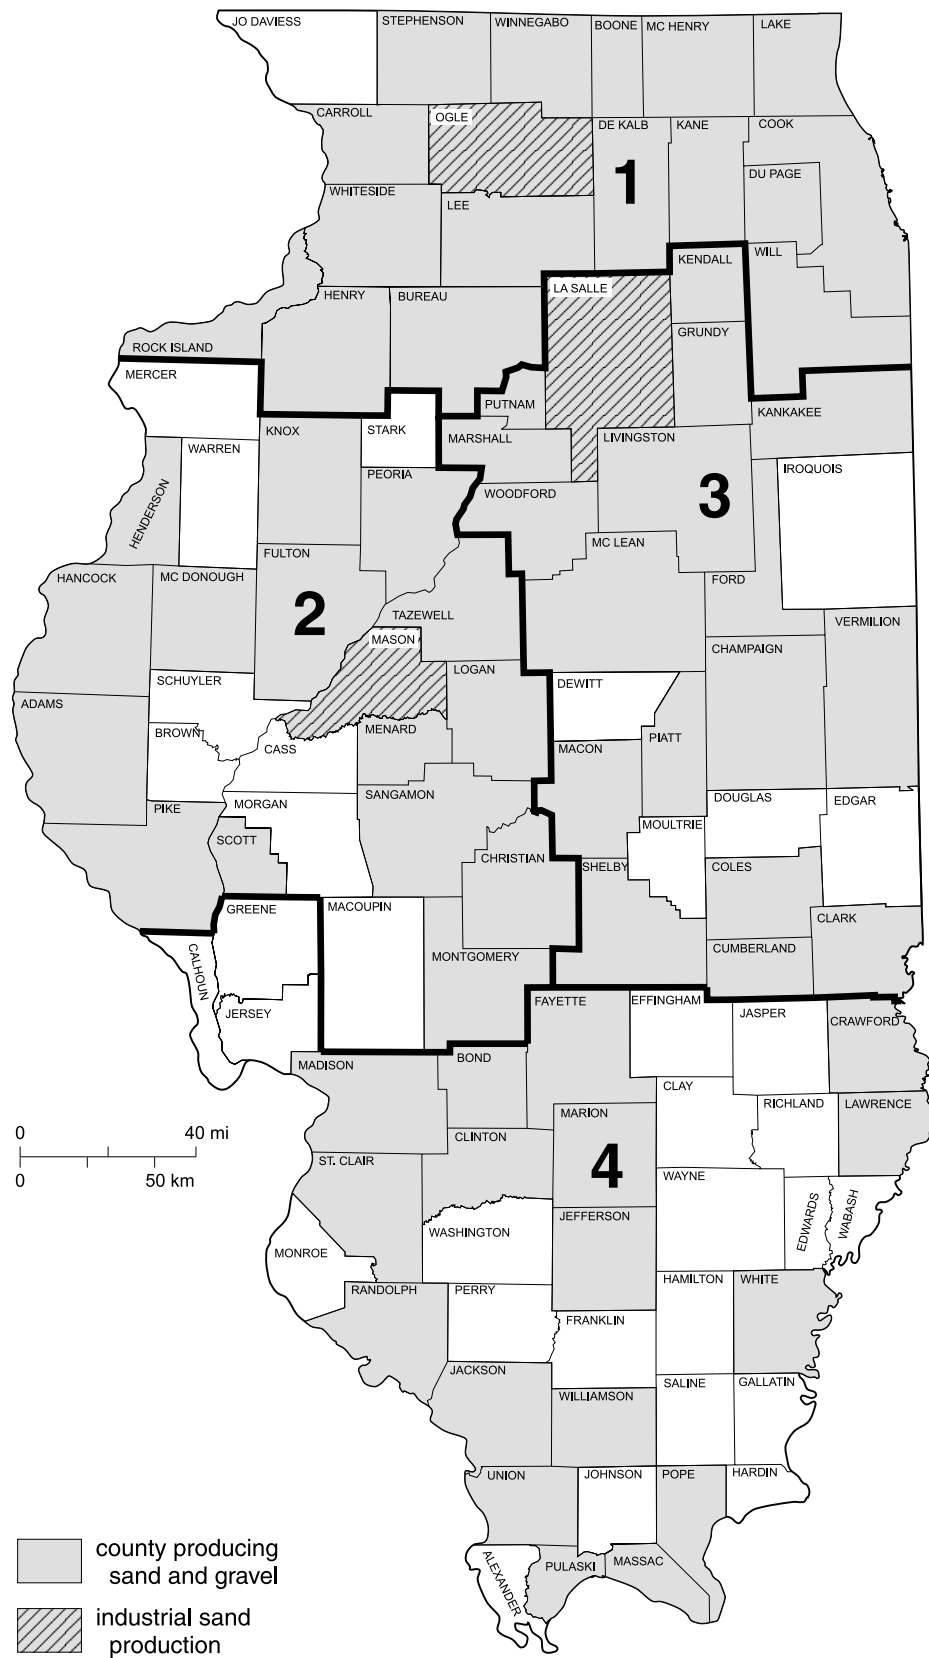 JO DAVIESS
STEPHENSON
WINNEGABO
BOONE
MC HENRY
LAKE
CARROLL
OGLE
DE KALB
KANE
COOK
1
DU PAGE
WHITESIDE
LEE
WILL
KENDALL
LA SALLE
HENRY
BUREAU
GRUNDY
ROCK ISLAND
MERCER
PUTNAM
KANKAKEE
KNOX
STARK
MARSHALL
LIVINGSTON
WARREN
PEORIA
IROQUOIS
HENDERSON
WOODFORD
3
MC LEAN
FULTON
HANCOCK
MC DONOUGH
FORD
2
TAZEWELL
VERMILION
MASON
CHAMPAIGN
LOGAN
SCHUYLER
DEWITT
ADAMS
BROWN
CASS
MENARD
MACON
PIATT
PIKE
MORGAN
SANGAMON
DOUGLAS
EDGAR
MOULTRIE
SCOTT
CHRISTIAN
SHELBY
COLES
GREENE
MACOUPIN
CLARK
CALHOUN
MONTGOMERY
CUMBERLAND
JERSEY
FAYETTE
EFFINGHAM
JASPER
CRAWFORD
MADISON
BOND
CLAY
RICHLAND
LAWRENCE
MARION
0 40 mi
CLINTON
4
ST. CLAIR
0 50 km
WAYNE
EDWARDS
WABASH
WASHINGTON
JEFFERSON
MONROE
RANDOLPH
PERRY
HAMILTON
WHITE
FRANKLIN
JACKSON
SALINE
GALLATIN
WILLIAMSON
UNION
JOHNSON
POPE
HARDIN
ALEXANDER
PULASKI
MASSAC
county producing
sand and gravel
industrial sand
production